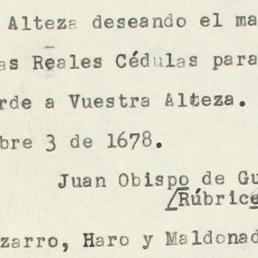 Alteza deseando el ma
as Reales Cédulas para
rde a Vuestra Alteza.
bre 3 de 1678.
Juan Obispo de Gu
/Rúbrice
zarro, Haro y Maldonad